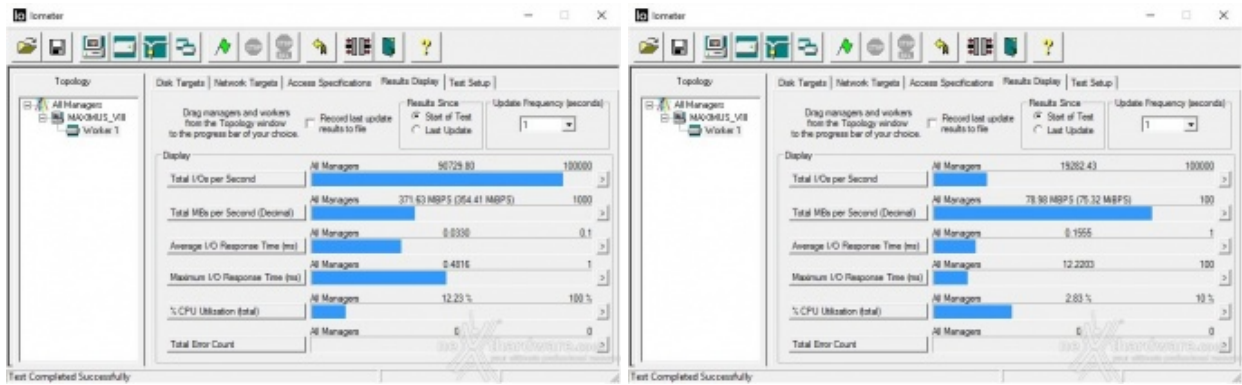 Iometer
Topology
All Managers
MAXIMUS_VIII
Worker 1
Disk Targets | Network Targets | Access Specifications | Results Display | Test Setup
Drag managers and workers
from the Topology window
to the progress bar of your choice.
Record last update
results to file
Results Since
Start of Test
Last Update
Update Frequency (seconds)
1
Display
All Managers 90729.80 100000
Total I/Os per Second
All Managers 371.63 MBPS (354.41 MiBPS) 1000
Total MBs per Second (Decimal)
All Managers 0.0330 0.1
Average I/O Response Time (ms)
All Managers 0.4816 1
Maximum I/O Response Time (ms)
All Managers 12.23 % 100 %
% CPU Utilization (total)
All Managers 0 0
Total Error Count
Test Completed Successfully
Iometer
Topology
All Managers
MAXIMUS_VIII
Worker 1
Disk Targets | Network Targets | Access Specifications | Results Display | Test Setup
Drag managers and workers
from the Topology window
to the progress bar of your choice.
Record last update
results to file
Results Since
Start of Test
Last Update
Update Frequency (seconds)
1
Display
All Managers 19282.43 100000
Total I/Os per Second
All Managers 78.98 MBPS (75.32 MiBPS) 100
Total MBs per Second (Decimal)
All Managers 0.1555 1
Average I/O Response Time (ms)
All Managers 12.2203 100
Maximum I/O Response Time (ms)
All Managers 2.83 % 10 %
% CPU Utilization (total)
All Managers 0 0
Total Error Count
Test Completed Successfully